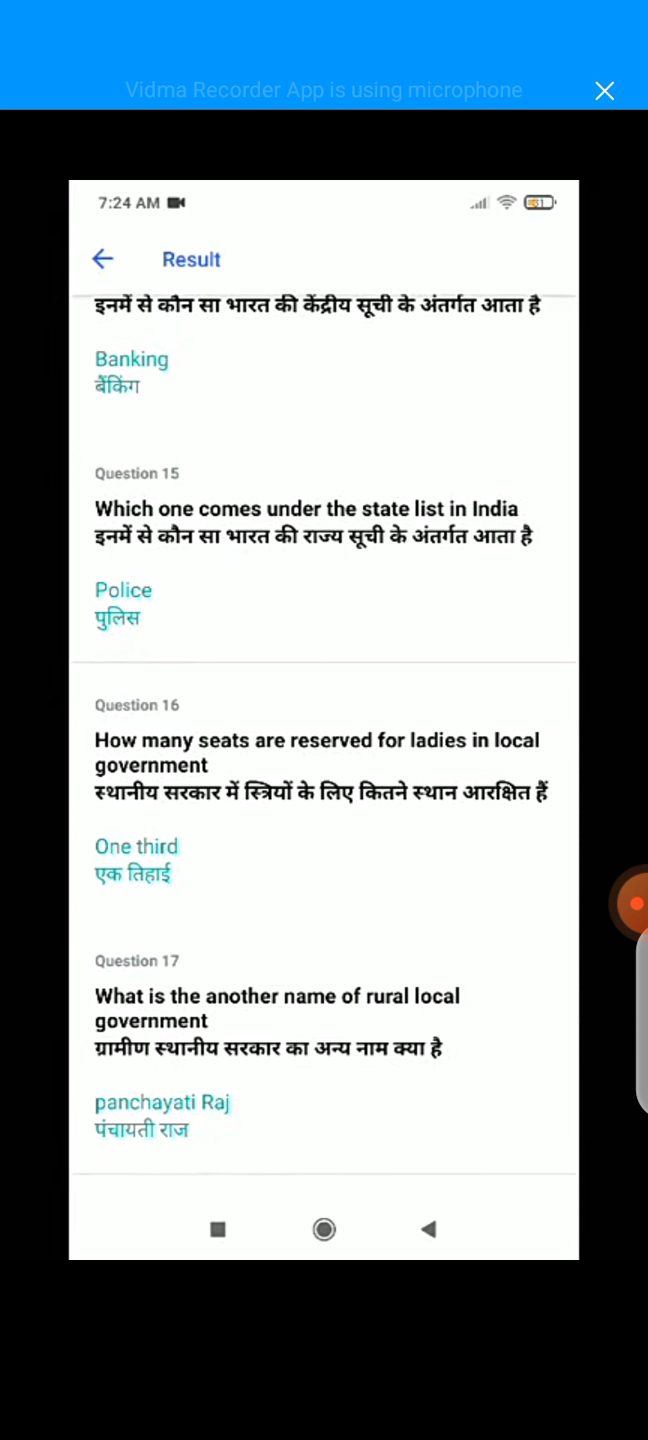 Vidma Recorder App is using microphone
7:24 AM
Result
इनमें से कौन सा भारत की केंद्रीय सूची के अंतर्गत आता है
Banking
बैंकिंग
Question 15
Which one comes under the state list in India
इनमें से कौन सा भारत की राज्य सूची के अंतर्गत आता है
Police
पुलिस
Question 16
How many seats are reserved for ladies in local
government
स्थानीय सरकार में स्त्रियों के लिए कितने स्थान आरक्षित हैं
One third
एक तिहाई
Question 17
What is the another name of rural local
government
ग्रामीण स्थानीय सरकार का अन्य नाम क्या है
panchayati Raj
पंचायती राज